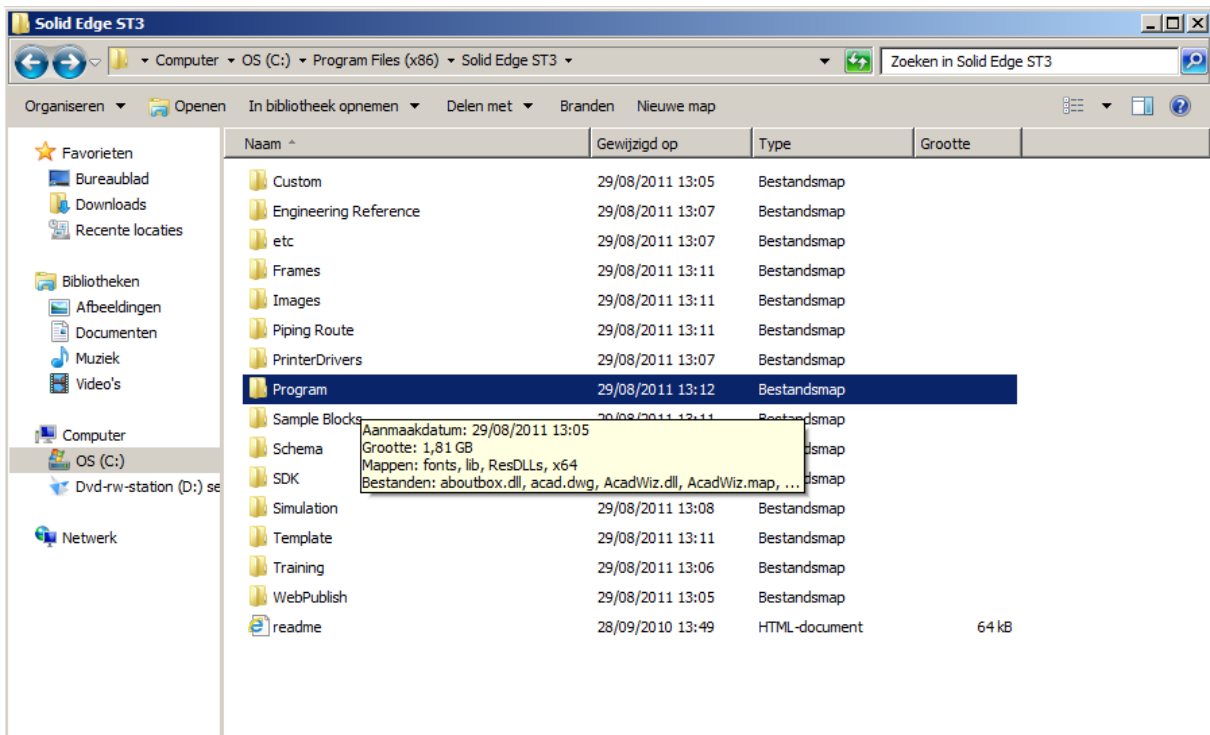 Solid Edge ST3
Computer OS (C:) Program Files (x86) Solid Edge ST3
Zoeken in Solid Edge ST3
Organiseren Openen In bibliotheek opnemen Delen met Branden Nieuwe map
Favorieten
Bureaublad
Downloads
Recente locaties
Bibliotheken
Afbeeldingen
Documenten
Muziek
Video's
Computer
OS (C:)
Dvd-rw-station (D:) se
Netwerk
Naam Gewijzigd op Type Grootte
Custom 29/08/2011 13:05 Bestandsmap
Engineering Reference 29/08/2011 13:07 Bestandsmap
etc 29/08/2011 13:07 Bestandsmap
Frames 29/08/2011 13:11 Bestandsmap
Images 29/08/2011 13:11 Bestandsmap
Piping Route 29/08/2011 13:11 Bestandsmap
PrinterDrivers 29/08/2011 13:07 Bestandsmap
Program 29/08/2011 13:12 Bestandsmap
Sample Blocks 29/08/2011 13:11 Bestandsmap
Aanmaakdatum: 29/08/2011 13:05
Grootte: 1,81 GB
Mappen: fonts, lib, ResDLLs, x64
Bestanden: aboutbox.dll, acad.dwg, AcadWiz.dll, AcadWiz.map, ...
Schema dsmap
SDK dsmap
Simulation 29/08/2011 13:08 Bestandsmap
Template 29/08/2011 13:11 Bestandsmap
Training 29/08/2011 13:06 Bestandsmap
WebPublish 29/08/2011 13:05 Bestandsmap
readme 28/09/2010 13:49 HTML-document 64 kB